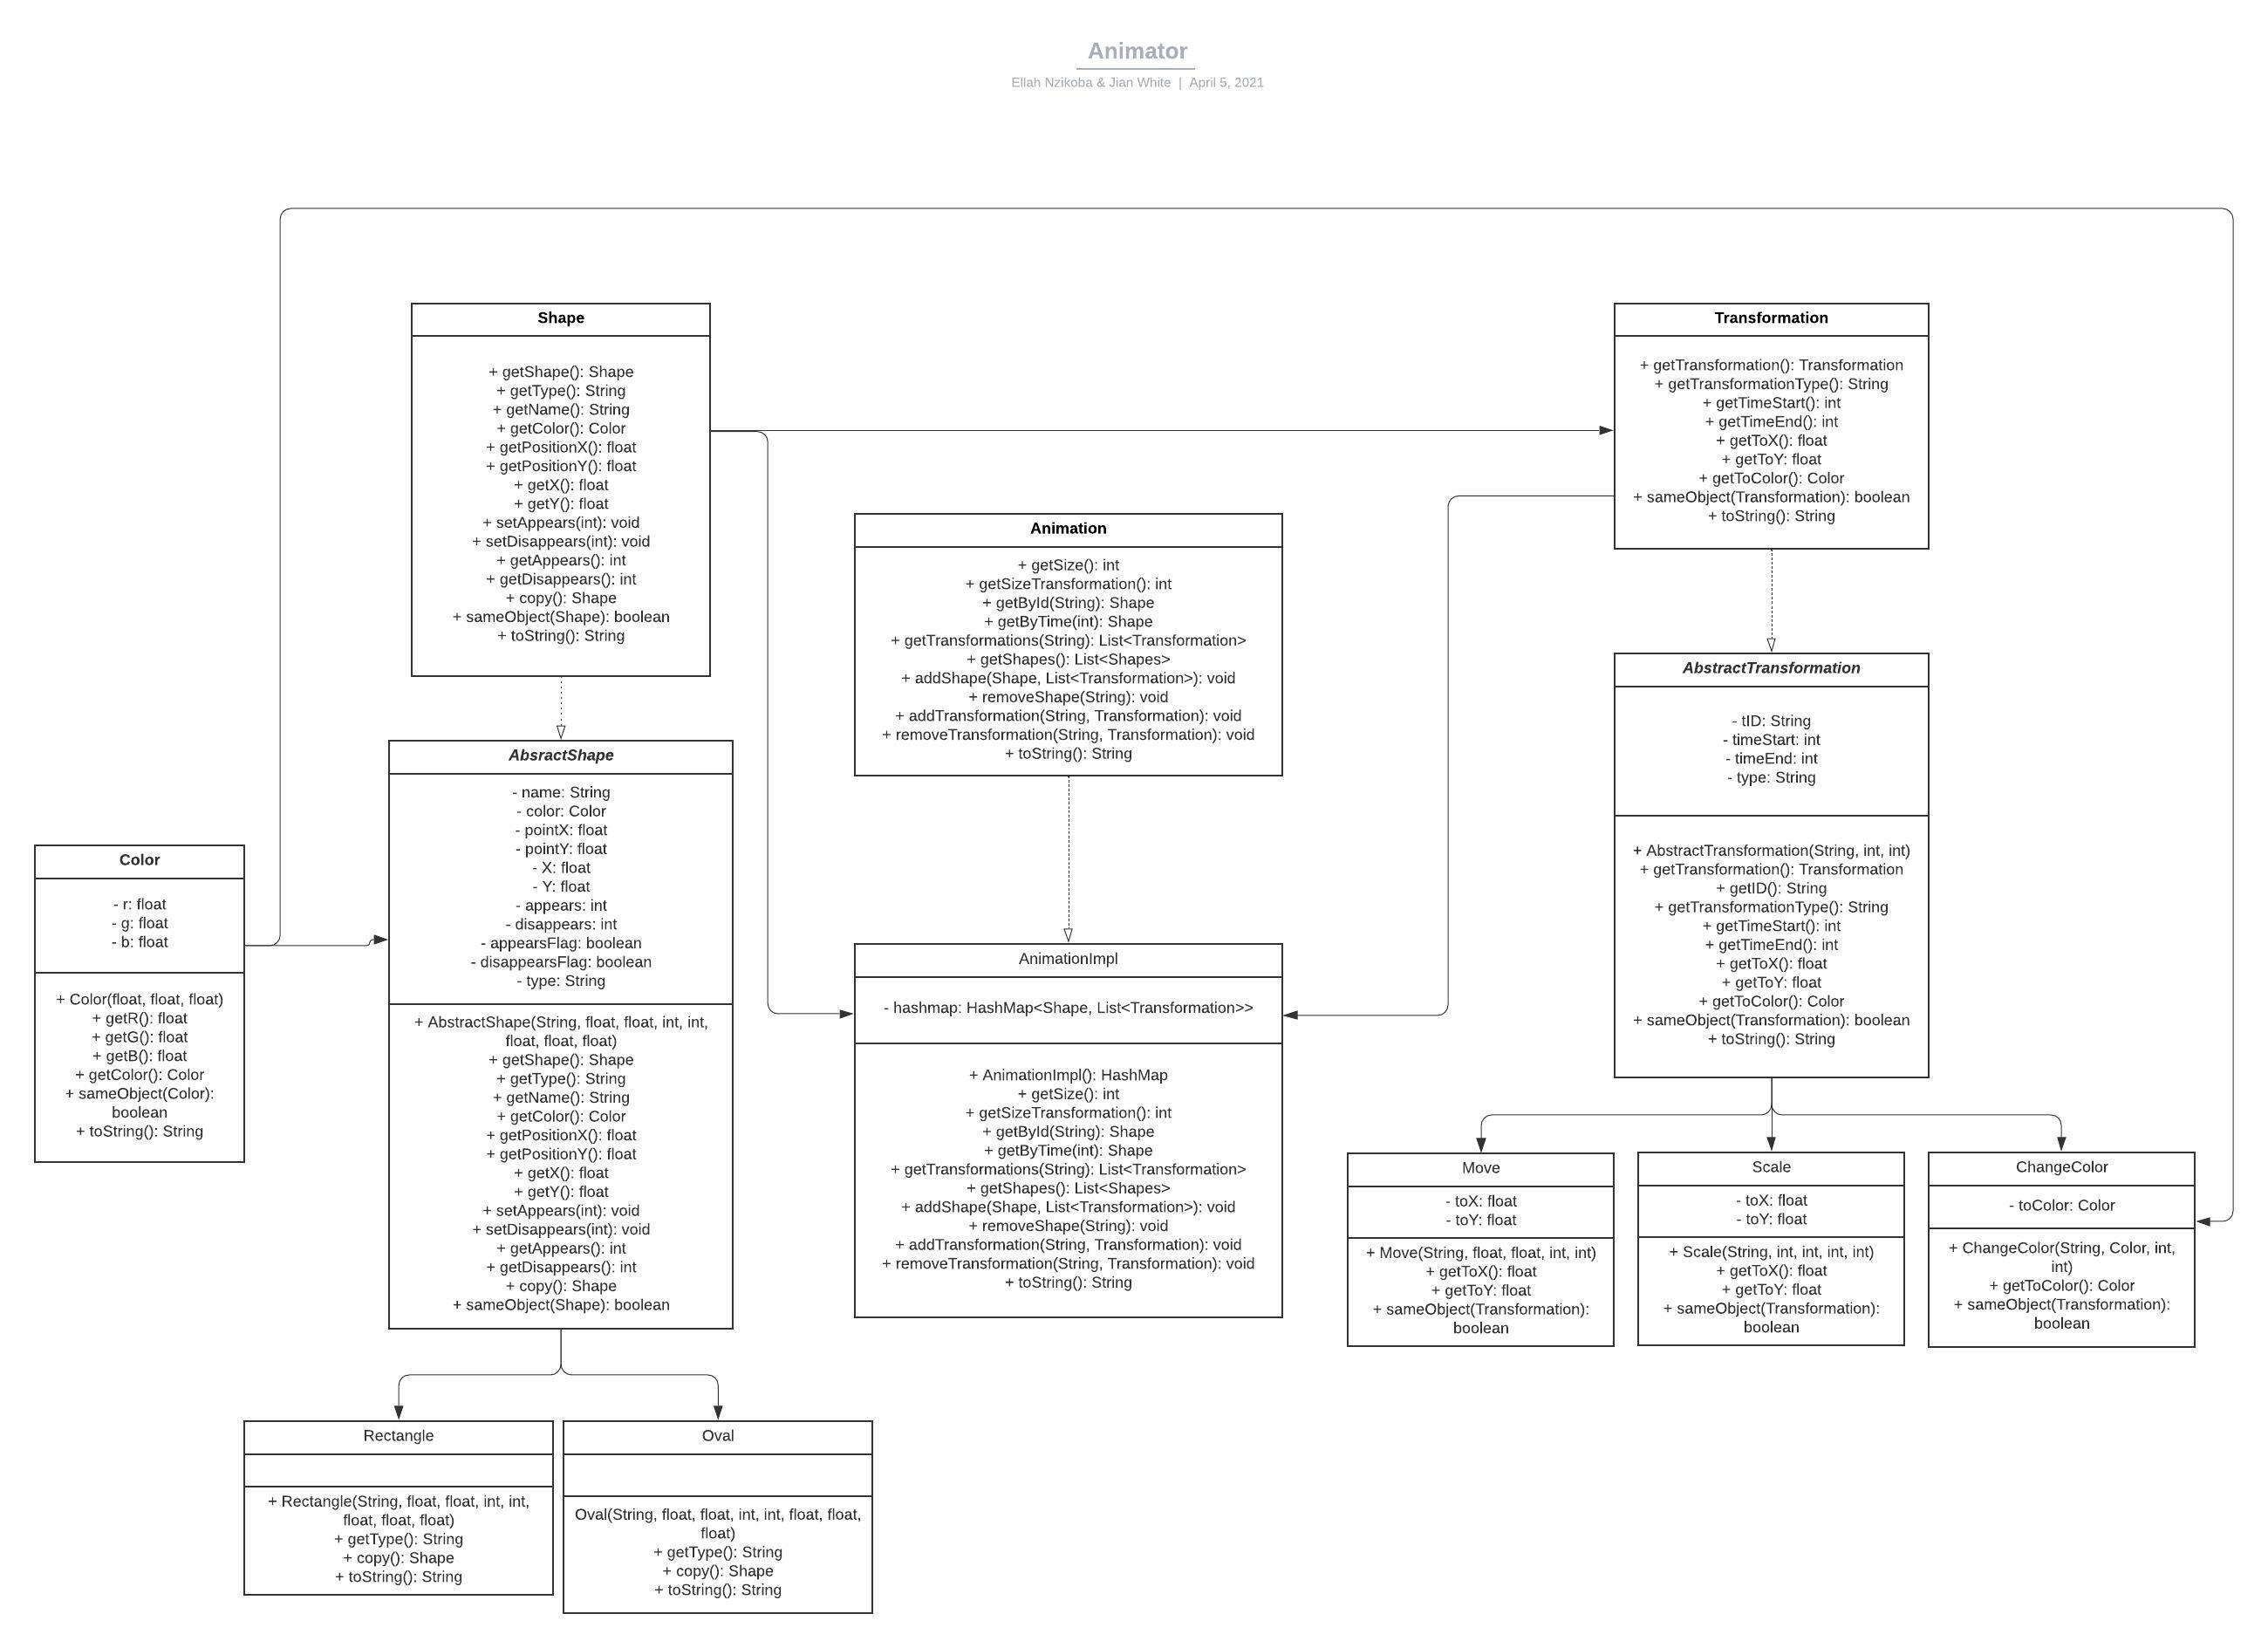 Animator
Ellah Nzikoba & Jian White | April 5, 2021
Shape
+ getShape(): Shape
+ getType(): String
+ getName(): String
+ getColor(): Color
+ getPositionX(): float
+ getPositionY(): float
+ getX(): float
+ getY(): float
+ setAppears(int): void
+ setDisappears(int): void
+ getAppears(): int
+ getDisappears(): int
+ copy(): Shape
+ sameObject(Shape): boolean
+ toString(): String
Transformation
+ getTransformation(): Transformation
+ getTransformationType(): String
+ getTimeStart(): int
+ getTimeEnd(): int
+ getToX(): float
+ getToY: float
+ getToColor(): Color
+ sameObject(Transformation): boolean
+ toString(): String
Animation
+ getSize(): int
+ getSizeTransformation(): int
+ getById(String): Shape
+ getByTime(int): Shape
+ getTransformations(String): List<Transformation>
+ getShapes(): List<Shapes>
+ addShape(Shape, List<Transformation>): void
+ removeShape(String): void
+ addTransformation(String, Transformation): void
+ removeTransformation(String, Transformation): void
+ toString(): String
AbsractShape
- name: String
- color: Color
- pointX: float
- pointY: float
- X: float
- Y: float
- appears: int
- disappears: int
- appearsFlag: boolean
- disappearsFlag: boolean
- type: String
+ AbstractShape(String, float, float, int, int,
float, float, float)
+ getShape(): Shape
+ getType(): String
+ getName(): String
+ getColor(): Color
+ getPositionX(): float
+ getPositionY(): float
+ getX(): float
+ getY(): float
+ setAppears(int): void
+ setDisappears(int): void
+ getAppears(): int
+ getDisappears(): int
+ copy(): Shape
+ sameObject(Shape): boolean
AbstractTransformation
- tID: String
- timeStart: int
- timeEnd: int
- type: String
+ AbstractTransformation(String, int, int)
+ getTransformation(): Transformation
+ getID(): String
+ getTransformationType(): String
+ getTimeStart(): int
+ getTimeEnd(): int
+ getToX(): float
+ getToY: float
+ getToColor(): Color
+ sameObject(Transformation): boolean
+ toString(): String
Color
- r: float
- g: float
- b: float
+ Color(float, float, float)
+ getR(): float
+ getG(): float
+ getB(): float
+ getColor(): Color
+ sameObject(Color):
boolean
+ toString(): String
AnimationImpl
- hashmap: HashMap<Shape, List<Transformation>>
+ AnimationImpl(): HashMap
+ getSize(): int
+ getSizeTransformation(): int
+ getById(String): Shape
+ getByTime(int): Shape
+ getTransformations(String): List<Transformation>
+ getShapes(): List<Shapes>
+ addShape(Shape, List<Transformation>): void
+ removeShape(String): void
+ addTransformation(String, Transformation): void
+ removeTransformation(String, Transformation): void
+ toString(): String
Move
- toX: float
- toY: float
+ Move(String, float, float, int, int)
+ getToX(): float
+ getToY: float
+ sameObject(Transformation):
boolean
Scale
- toX: float
- toY: float
+ Scale(String, int, int, int, int)
+ getToX(): float
+ getToY: float
+ sameObject(Transformation):
boolean
ChangeColor
- toColor: Color
+ ChangeColor(String, Color, int,
int)
+ getToColor(): Color
+ sameObject(Transformation):
boolean
Rectangle
+ Rectangle(String, float, float, int, int,
float, float, float)
+ getType(): String
+ copy(): Shape
+ toString(): String
Oval
Oval(String, float, float, int, int, float, float,
float)
+ getType(): String
+ copy(): Shape
+ toString(): String